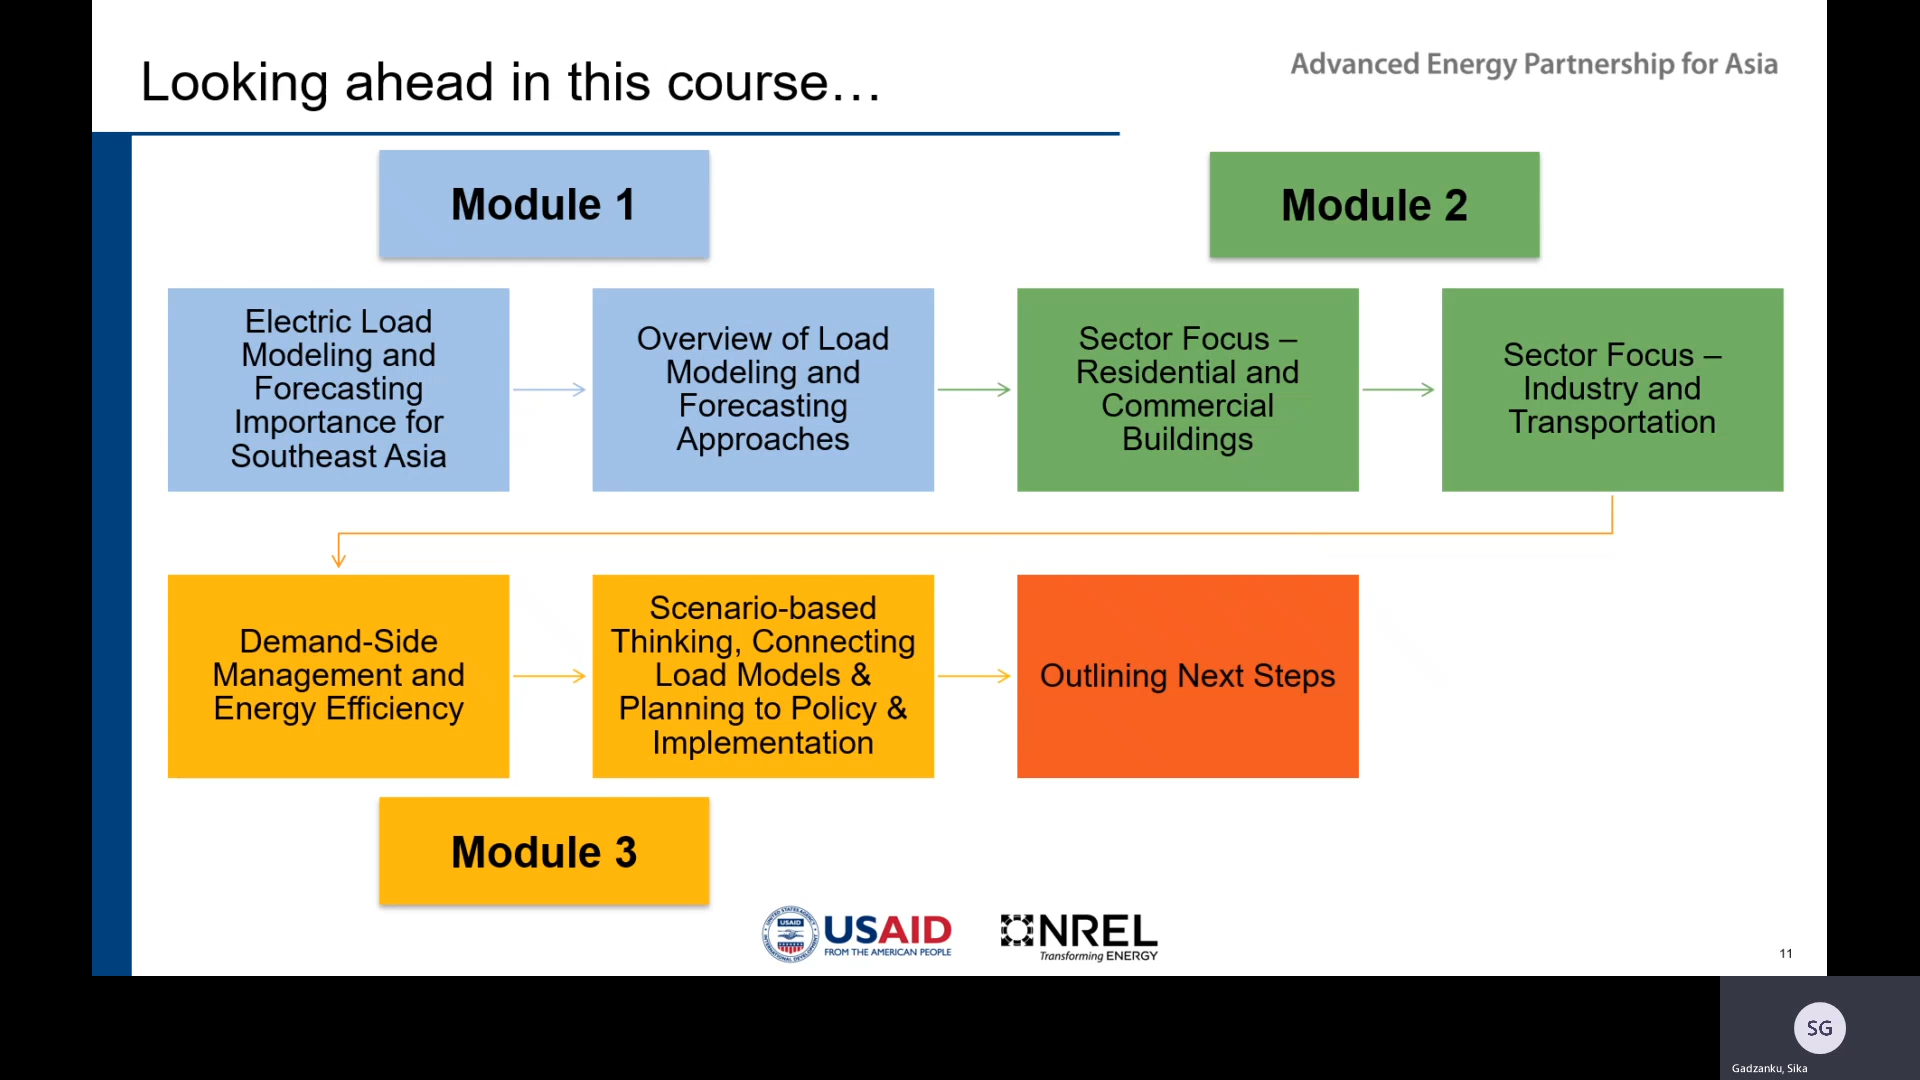 Looking ahead in this course…
Advanced Energy Partnership for Asia
Module 1
Module 2
Electric Load
Modeling and
Forecasting
Importance for
Southeast Asia
Overview of Load
Modeling and
Forecasting
Approaches
Sector Focus –
Residential and
Commercial
Buildings
Sector Focus –
Industry and
Transportation
Demand-Side
Management and
Energy Efficiency
Scenario-based
Thinking, Connecting
Load Models &
Planning to Policy &
Implementation
Outlining Next Steps
Module 3
USAID
USAID
FROM THE AMERICAN PEOPLE
NREL
Transforming ENERGY
11
SG
Gadzanku, Sika